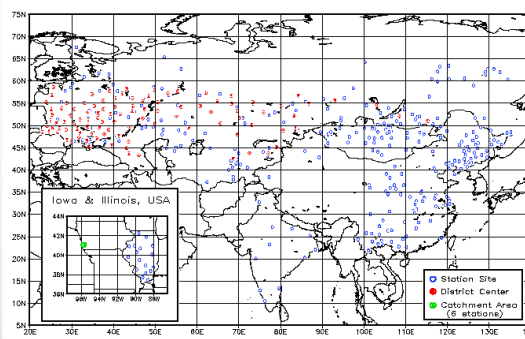 75N
70N
65N
60N
55N
50N
45N
40N
35N
30N
25N
20N
15N
10N
5N
Iowa & Illinois, USA
44N
42N
40N
38N
36N
96W 94W 92W 90W 88W
Station Site
District Center
Catchment Area
(6 stations)
20E 30E 40E 50E 60E 70E 80E 90E 100E 110E 120E 130E